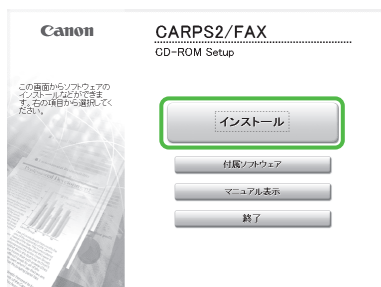 Canon
CARPS2/FAX
CD-ROM Setup
この画面からソフトウェアの
インストールなどができま
す。右の項目から選択してく
ださい。
インストール
付属ソフトウェア
マニュアル表示
終了